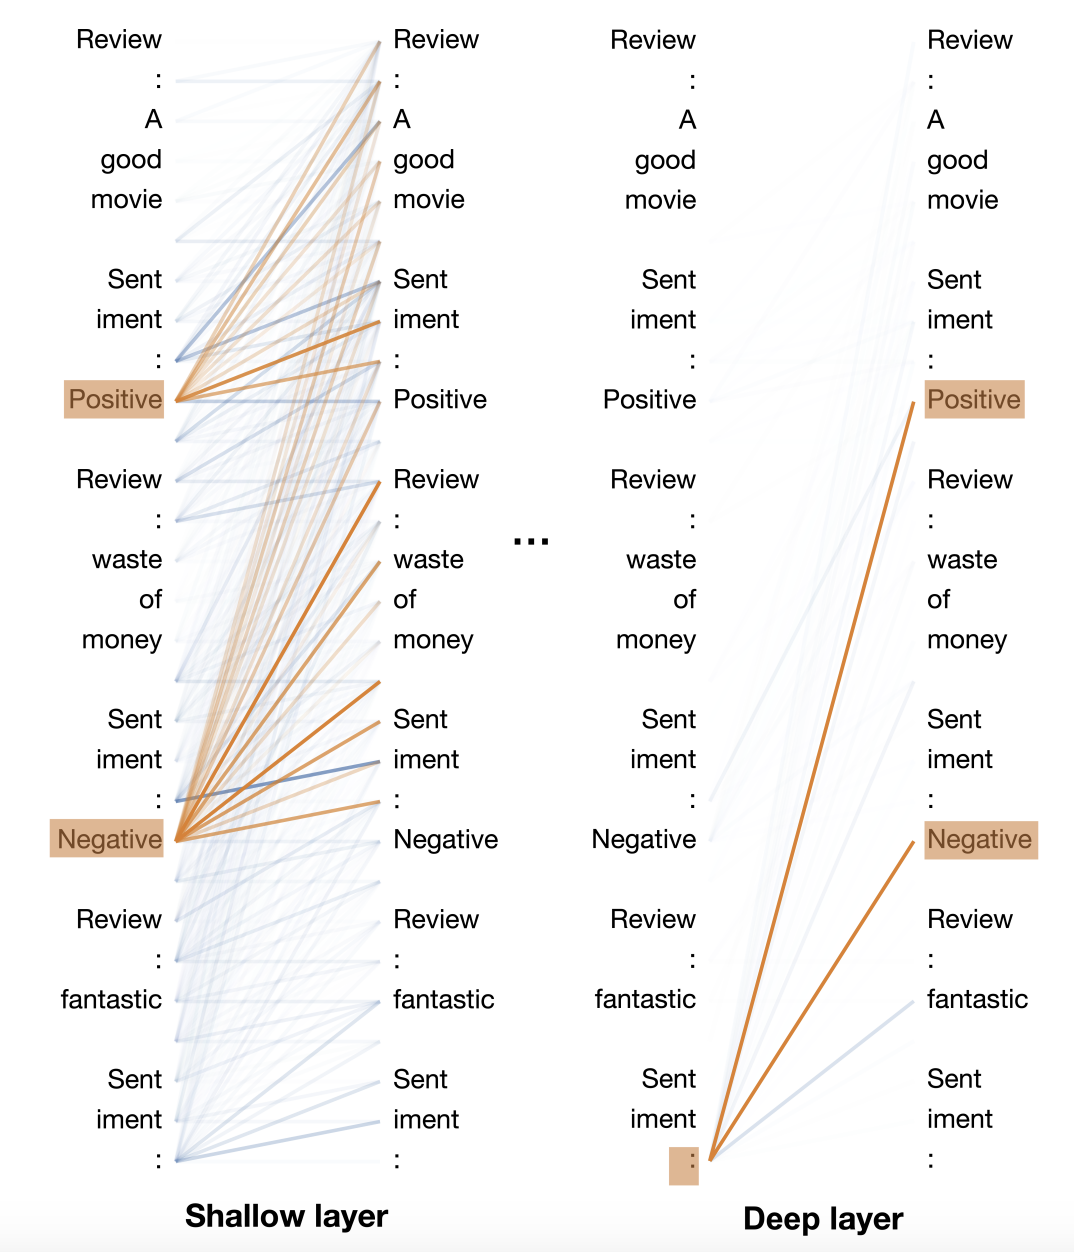 Review Review Review Review
: : : :
A A A A
good good good good
movie movie movie movie
Sent Sent Sent Sent
iment iment iment iment
: : : :
Positive Positive Positive Positive
Review Review Review Review
: : : :
...
waste waste waste waste
of of of of
money money money money
Sent Sent Sent Sent
iment iment iment iment
: : : :
Negative Negative Negative Negative
Review Review Review Review
: : : :
fantastic fantastic fantastic fantastic
Sent Sent Sent Sent
iment iment iment iment
: : : :
Shallow layer Deep layer